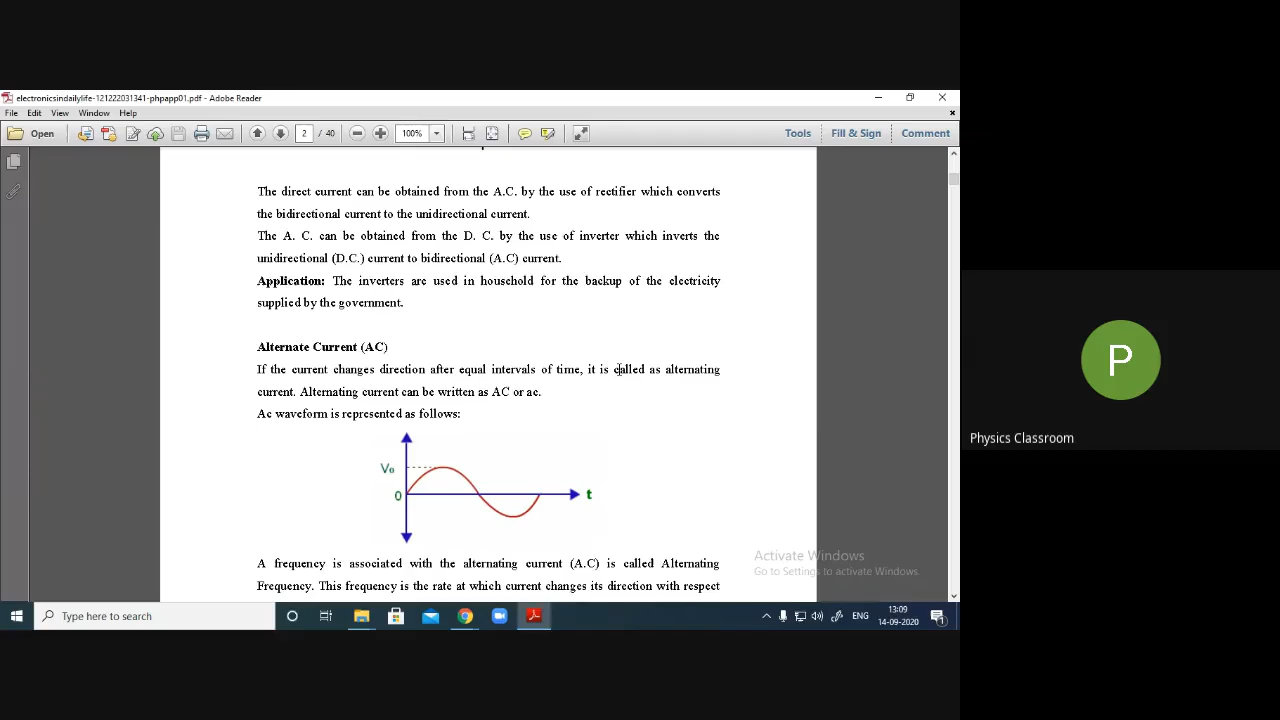 electronicsindailylife-121222031341-phpapp01.pdf - Adobe Reader
File Edit View Window Help
Open 2 / 40 100% Tools Fill & Sign Comment
The direct current can be obtained from the A.C. by the use of rectifier which converts
the bidirectional current to the unidirectional current.
The A. C. can be obtained from the D. C. by the use of inverter which inverts the
unidirectional (D.C.) current to bidirectional (A.C) current.
Application: The inverters are used in household for the backup of the electricity
supplied by the government.
Alternate Current (AC)
If the current changes direction after equal intervals of time, it is called as alternating
current. Alternating current can be written as AC or ac.
Ac waveform is represented as follows:
V₀
0
t
A frequency is associated with the alternating current (A.C) is called Alternating
Frequency. This frequency is the rate at which current changes its direction with respect
Activate Windows
Go to Settings to activate Windows.
Type here to search
ENG
13:09
14-09-2020
1
P
Physics Classroom